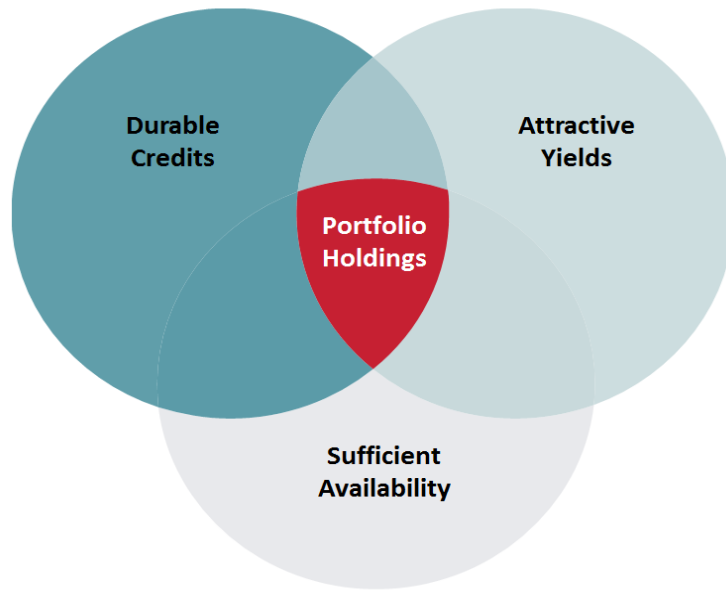 Durable
Credits
Attractive
Yields
Portfolio
Holdings
Sufficient
Availability